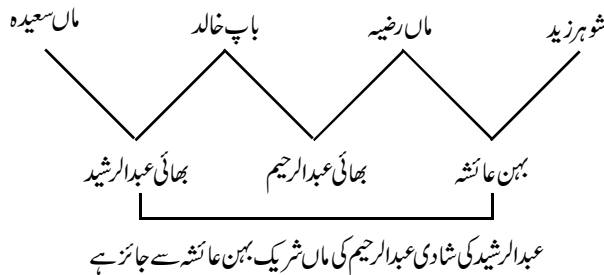 شوہر زید ماں رضیہ باپ خالد ماں سعیدہ
بہن عائشہ بھائی عبدالرحیم بھائی عبدالرشید
عبدالرشید کی شادی عبدالرحیم کی ماں شریک بہن عائشہ سے جائز ہے